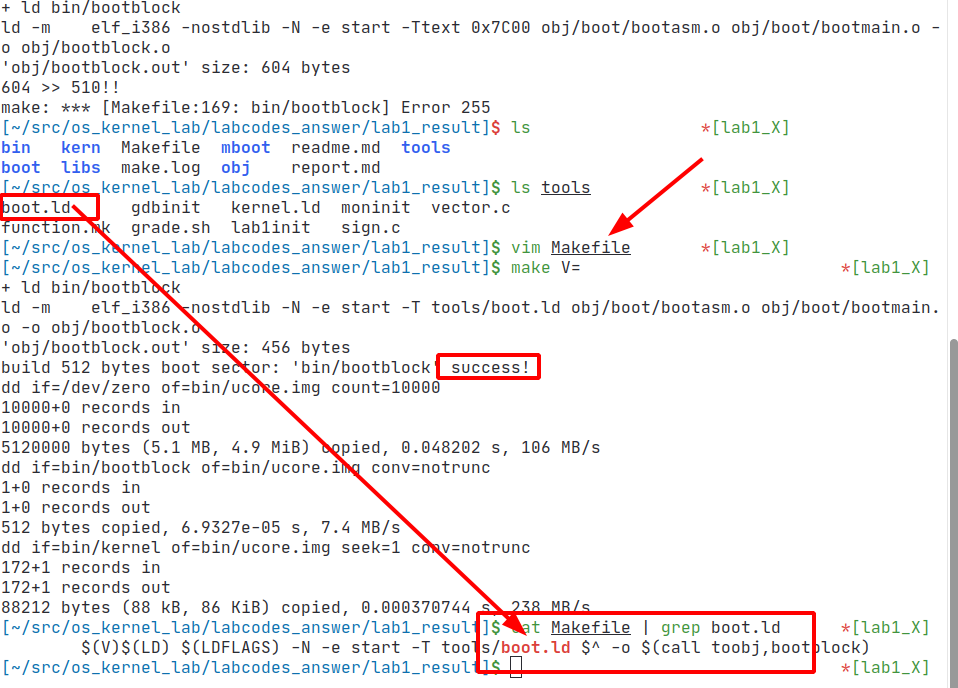 + ld bin/bootblock
ld -m    elf_i386 -nostdlib -N -e start -Ttext 0x7C00 obj/boot/bootasm.o obj/boot/bootmain.o -
o obj/bootblock.o
'obj/bootblock.out' size: 604 bytes
604 >> 510!!
make: *** [Makefile:169: bin/bootblock] Error 255
[~/src/os_kernel_lab/labcodes_answer/lab1_result]$ ls                 *[lab1_X]
bin   kern  Makefile  mboot  readme.md  tools
boot  libs  make.log  obj    report.md
[~/src/os_kernel_lab/labcodes_answer/lab1_result]$ ls tools           *[lab1_X]
boot.ld      gdbinit   kernel.ld  moninit  vector.c
function.mk  grade.sh  lab1init   sign.c
[~/src/os_kernel_lab/labcodes_answer/lab1_result]$ vim Makefile       *[lab1_X]
[~/src/os_kernel_lab/labcodes_answer/lab1_result]$ make V=                          *[lab1_X]
+ ld bin/bootblock
ld -m    elf_i386 -nostdlib -N -e start -T tools/boot.ld obj/boot/bootasm.o obj/boot/bootmain.
o -o obj/bootblock.o
'obj/bootblock.out' size: 456 bytes
build 512 bytes boot sector: 'bin/bootblock' success!
dd if=/dev/zero of=bin/ucore.img count=10000
10000+0 records in
10000+0 records out
5120000 bytes (5.1 MB, 4.9 MiB) copied, 0.048202 s, 106 MB/s
dd if=bin/bootblock of=bin/ucore.img conv=notrunc
1+0 records in
1+0 records out
512 bytes copied, 6.9327e-05 s, 7.4 MB/s
dd if=bin/kernel of=bin/ucore.img seek=1 conv=notrunc
172+1 records in
172+1 records out
88212 bytes (88 kB, 86 KiB) copied, 0.000370744 s, 238 MB/s
[~/src/os_kernel_lab/labcodes_answer/lab1_result]$ cat Makefile | grep boot.ld      *[lab1_X]
        $(V)$(LD) $(LDFLAGS) -N -e start -T tools/boot.ld $^ -o $(call toobj,bootblock)
[~/src/os_kernel_lab/labcodes_answer/lab1_result]$                                  *[lab1_X]